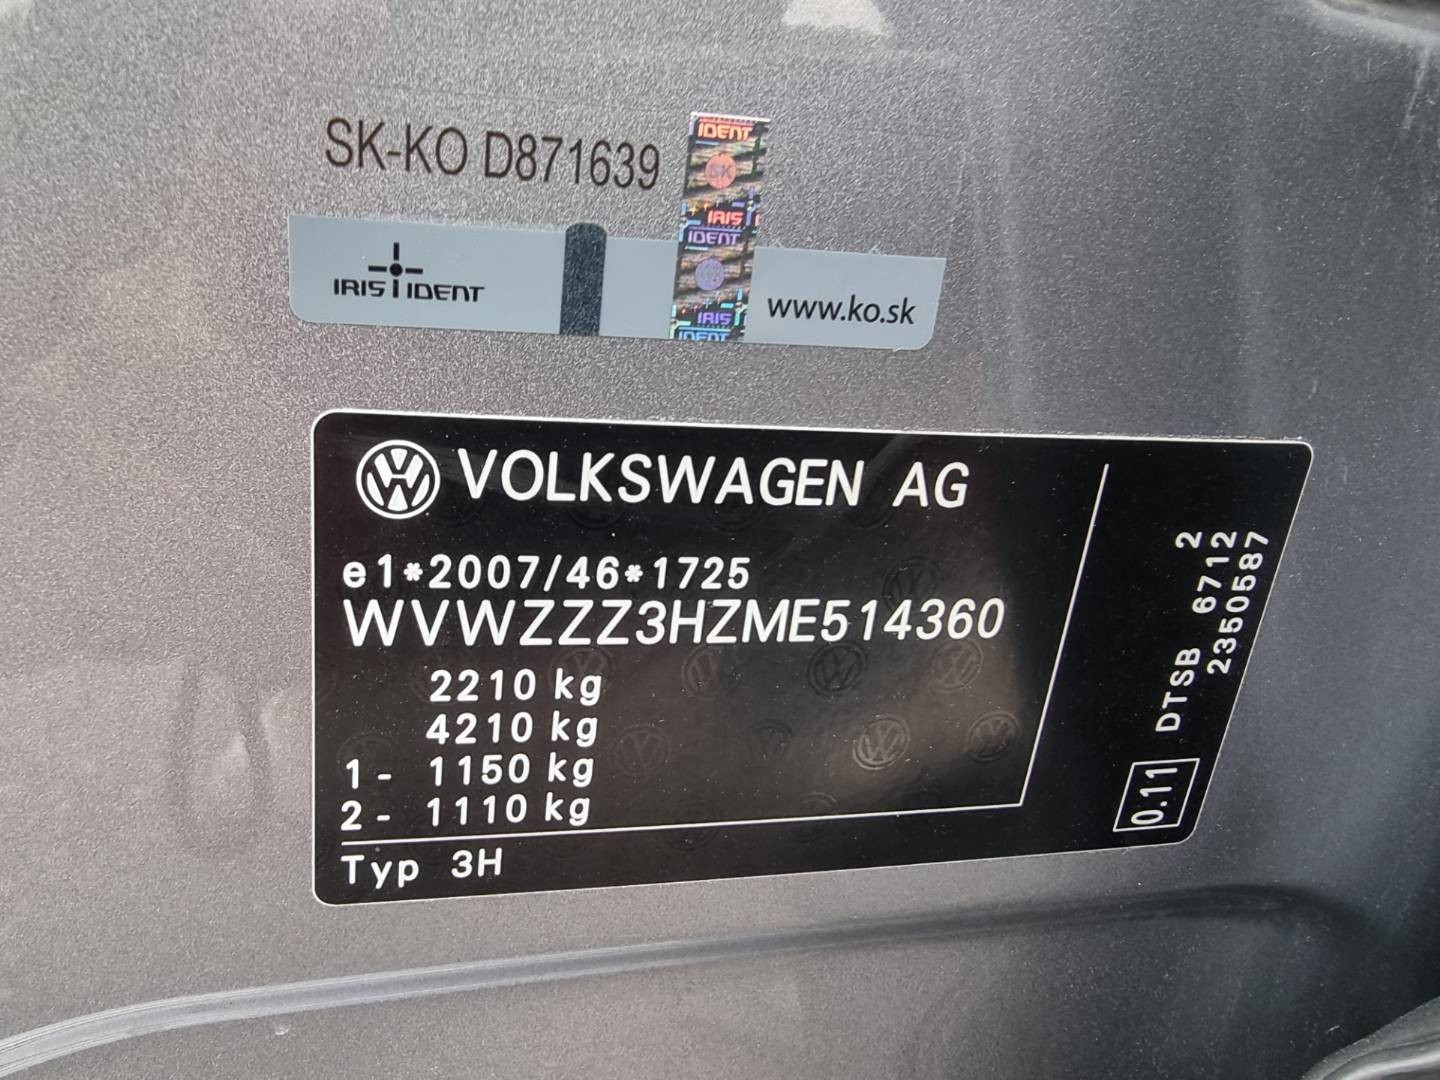 SK-KO D871639
IDENT
SK
IRIS
IDENT
IRIS
IDENT
IRIS IDENT
www.ko.sk
VOLKSWAGEN AG
e1*2007/46*1725
WVWZZZ3HZME514360
2210 kg
4210 kg
1- 1150 kg
2- 1110 kg
Typ 3H
0.11
DTSB 6712 2
2350587